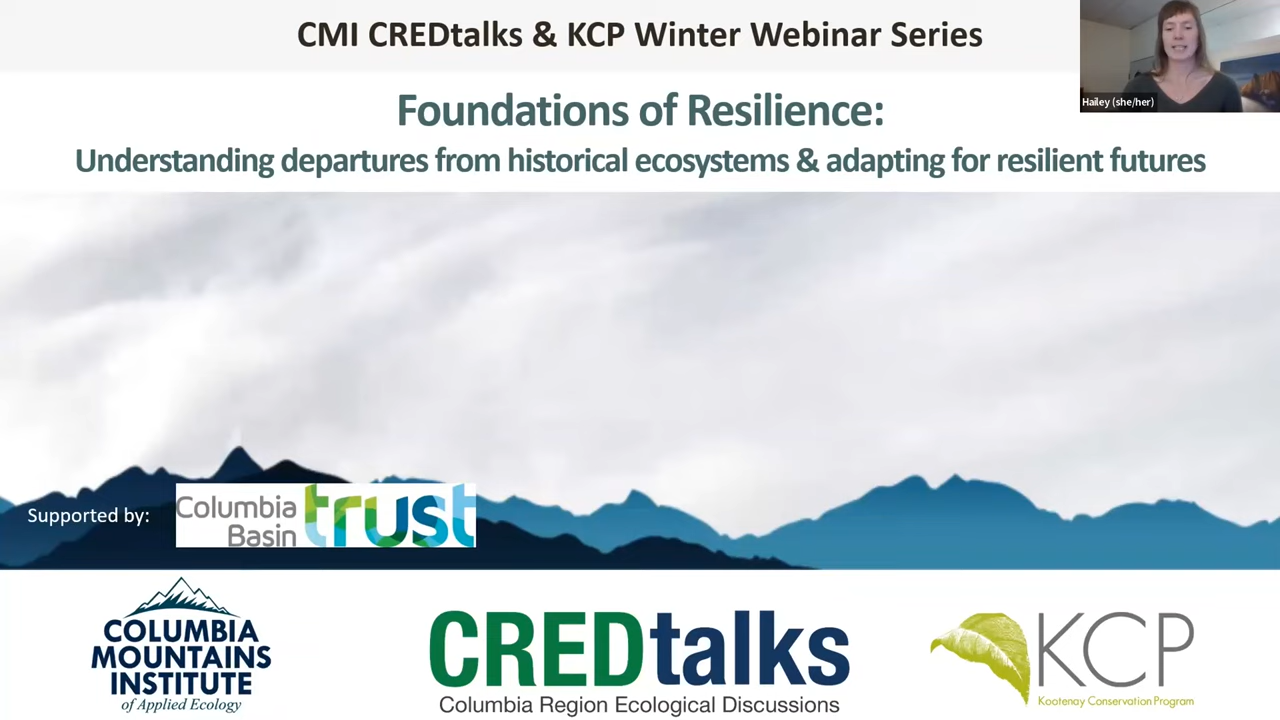 CMI CREDtalks & KCP Winter Webinar Series
Hailey (she/her)
Foundations of Resilience:
Understanding departures from historical ecosystems & adapting for resilient futures
Supported by:
Columbia
Basin
trust
COLUMBIA
MOUNTAINS
INSTITUTE
of Applied Ecology
CREDtalks
Columbia Region Ecological Discussions
KCP
Kootenay Conservation Program